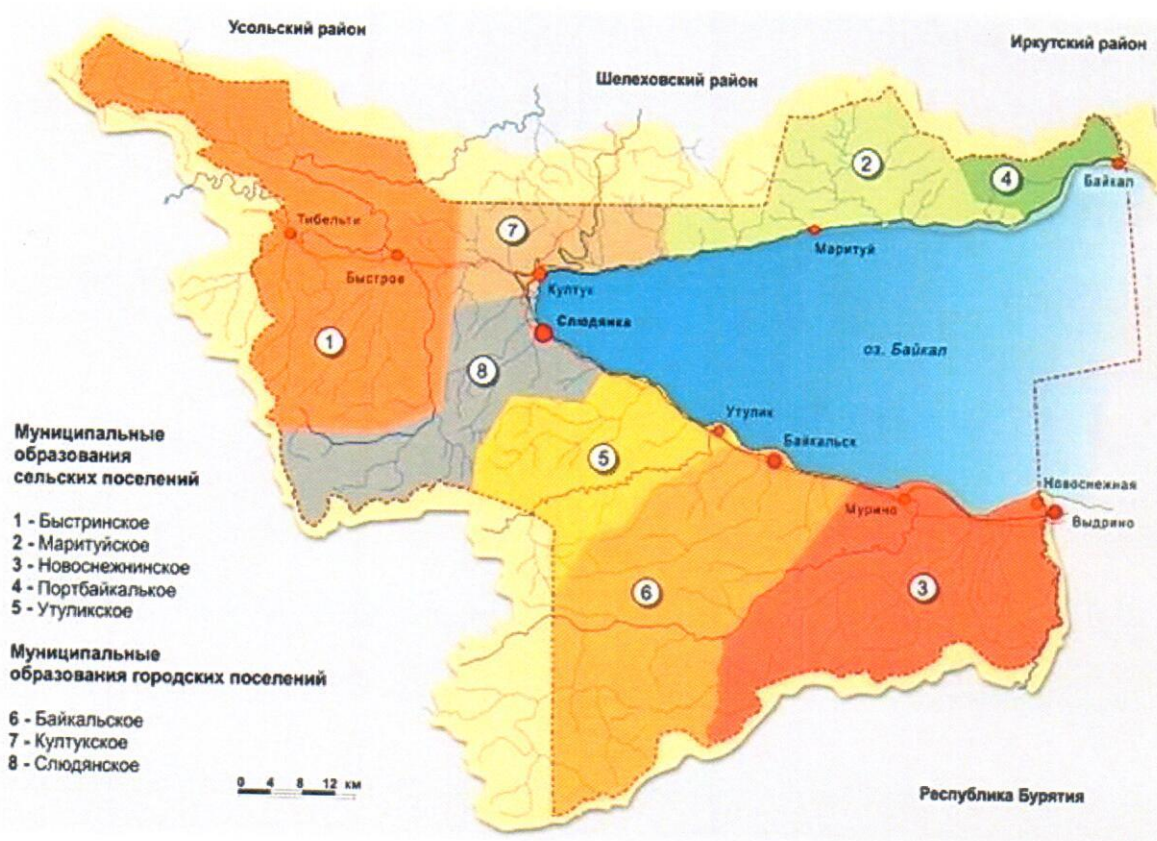 Усольский район
Иркутский район
Шелеховский район
2
4
Байкал
7
Тибельти
Маритуй
Быстрое
Култук
Слюдянка
1
оз. Байкал
8
Утулик
Муниципальные
образования
сельских поселений
5
Байкальск
Новоснежная
Мурино
Выдрино
1 - Быстринское
2 - Маритуйское
3 - Новоснежнинское
4 - Портбайкалькое
5 - Утуликское
6
3
Муниципальные
образования городских поселений
6 - Байкальское
7 - Култукское
8 - Слюдянское
0 4 8 12 км
Республика Бурятия